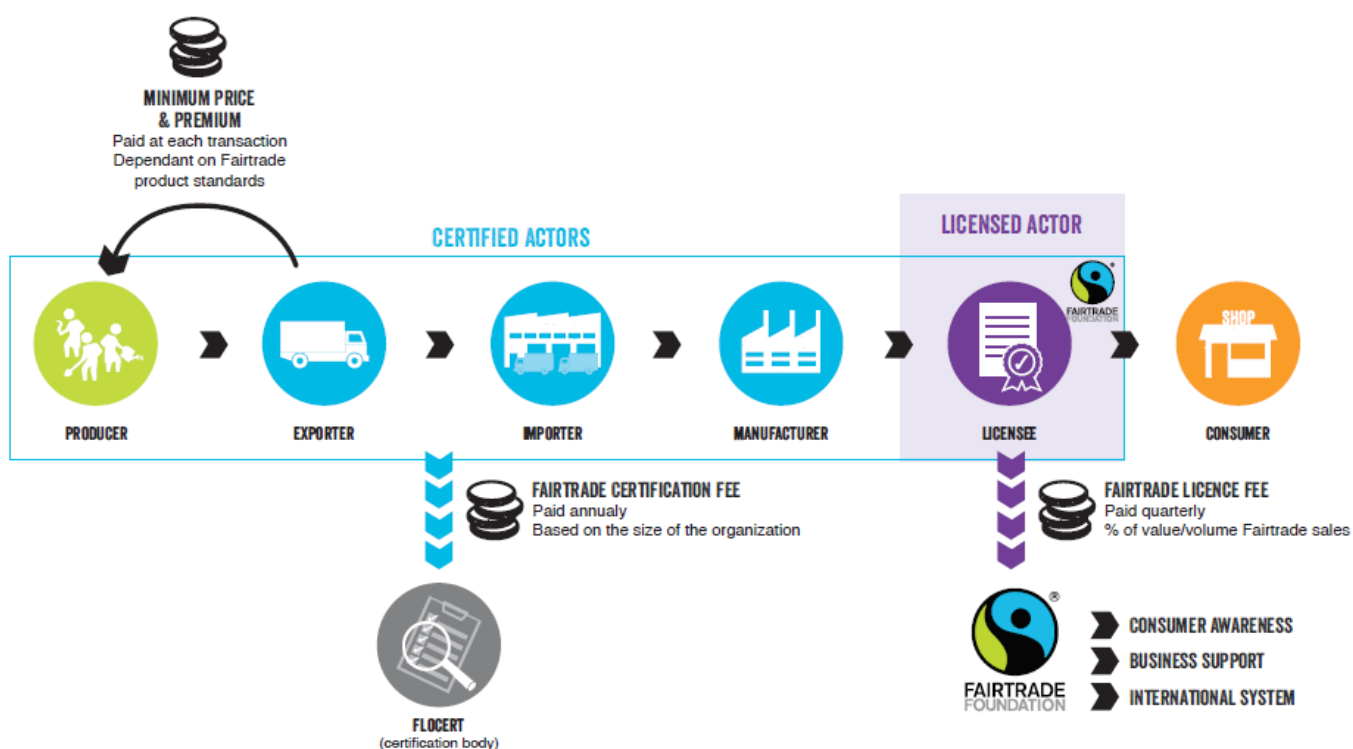 MINIMUM PRICE
& PREMIUM
Paid at each transaction
Dependant on Fairtrade
product standards
CERTIFIED ACTORS
LICENSED ACTOR
®
FAIRTRADE
FOUNDATION
SHOP
PRODUCER
EXPORTER
IMPORTER
MANUFACTURER
LICENSEE
CONSUMER
FAIRTRADE CERTIFICATION FEE
Paid annualy
Based on the size of the organization
FAIRTRADE LICENCE FEE
Paid quarterly
% of value/volume Fairtrade sales
FLOCERT
(certification body)
®
FAIRTRADE
FOUNDATION
CONSUMER AWARENESS
BUSINESS SUPPORT
INTERNATIONAL SYSTEM